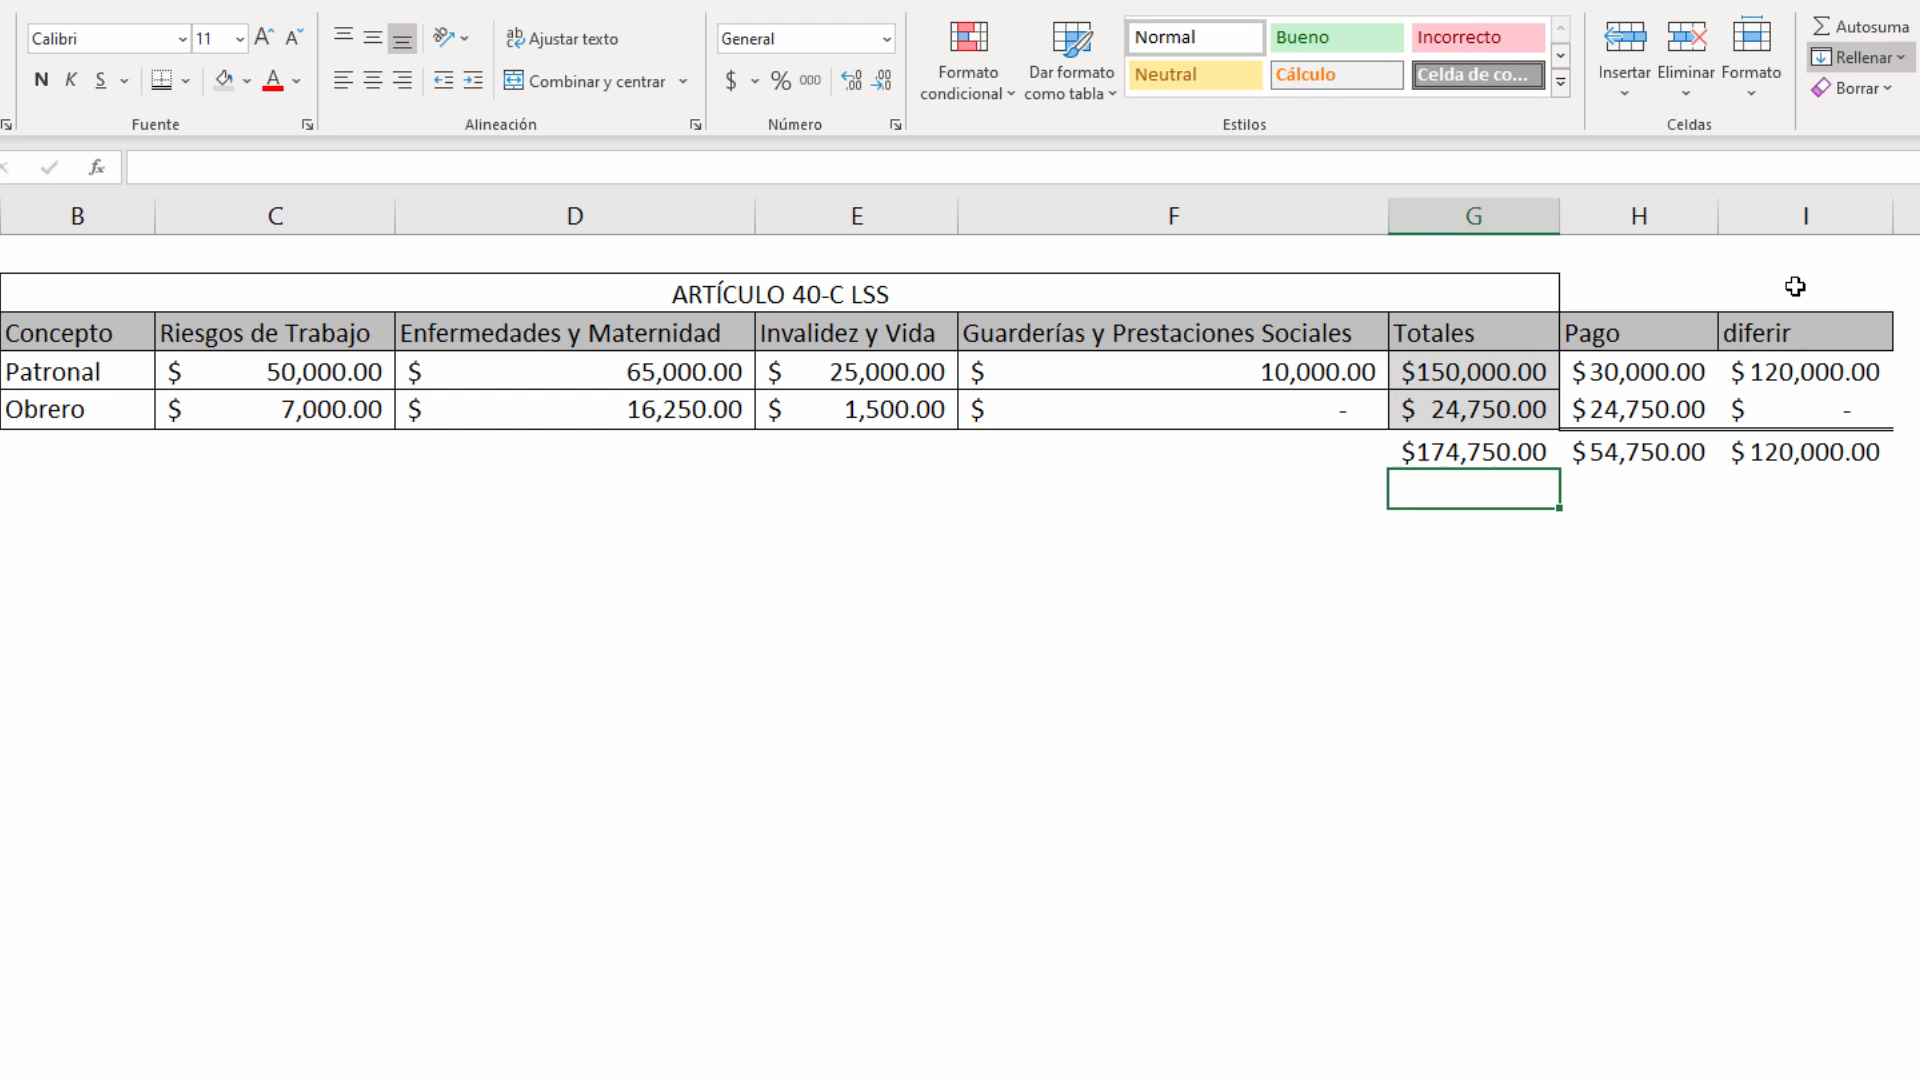 Calibri 11 A A ab Ajustar texto General Normal Bueno Incorrecto Autosuma
Formato condicional Dar formato como tabla Insertar Eliminar Formato Rellenar
N K S A Combinar y centrar $ % 000 Neutral Cálculo Celda de co... Borrar
Fuente Alineación Número Estilos Celdas
fx
B C D E F G H I
ARTÍCULO 40-C LSS
Concepto Riesgos de Trabajo Enfermedades y Maternidad Invalidez y Vida Guarderías y Prestaciones Sociales Totales Pago diferir
Patronal $ 50,000.00 $ 65,000.00 $ 25,000.00 $ 10,000.00 $150,000.00 $30,000.00 $120,000.00
Obrero $ 7,000.00 $ 16,250.00 $ 1,500.00 $ - $ 24,750.00 $24,750.00 $ -
$174,750.00 $54,750.00 $120,000.00